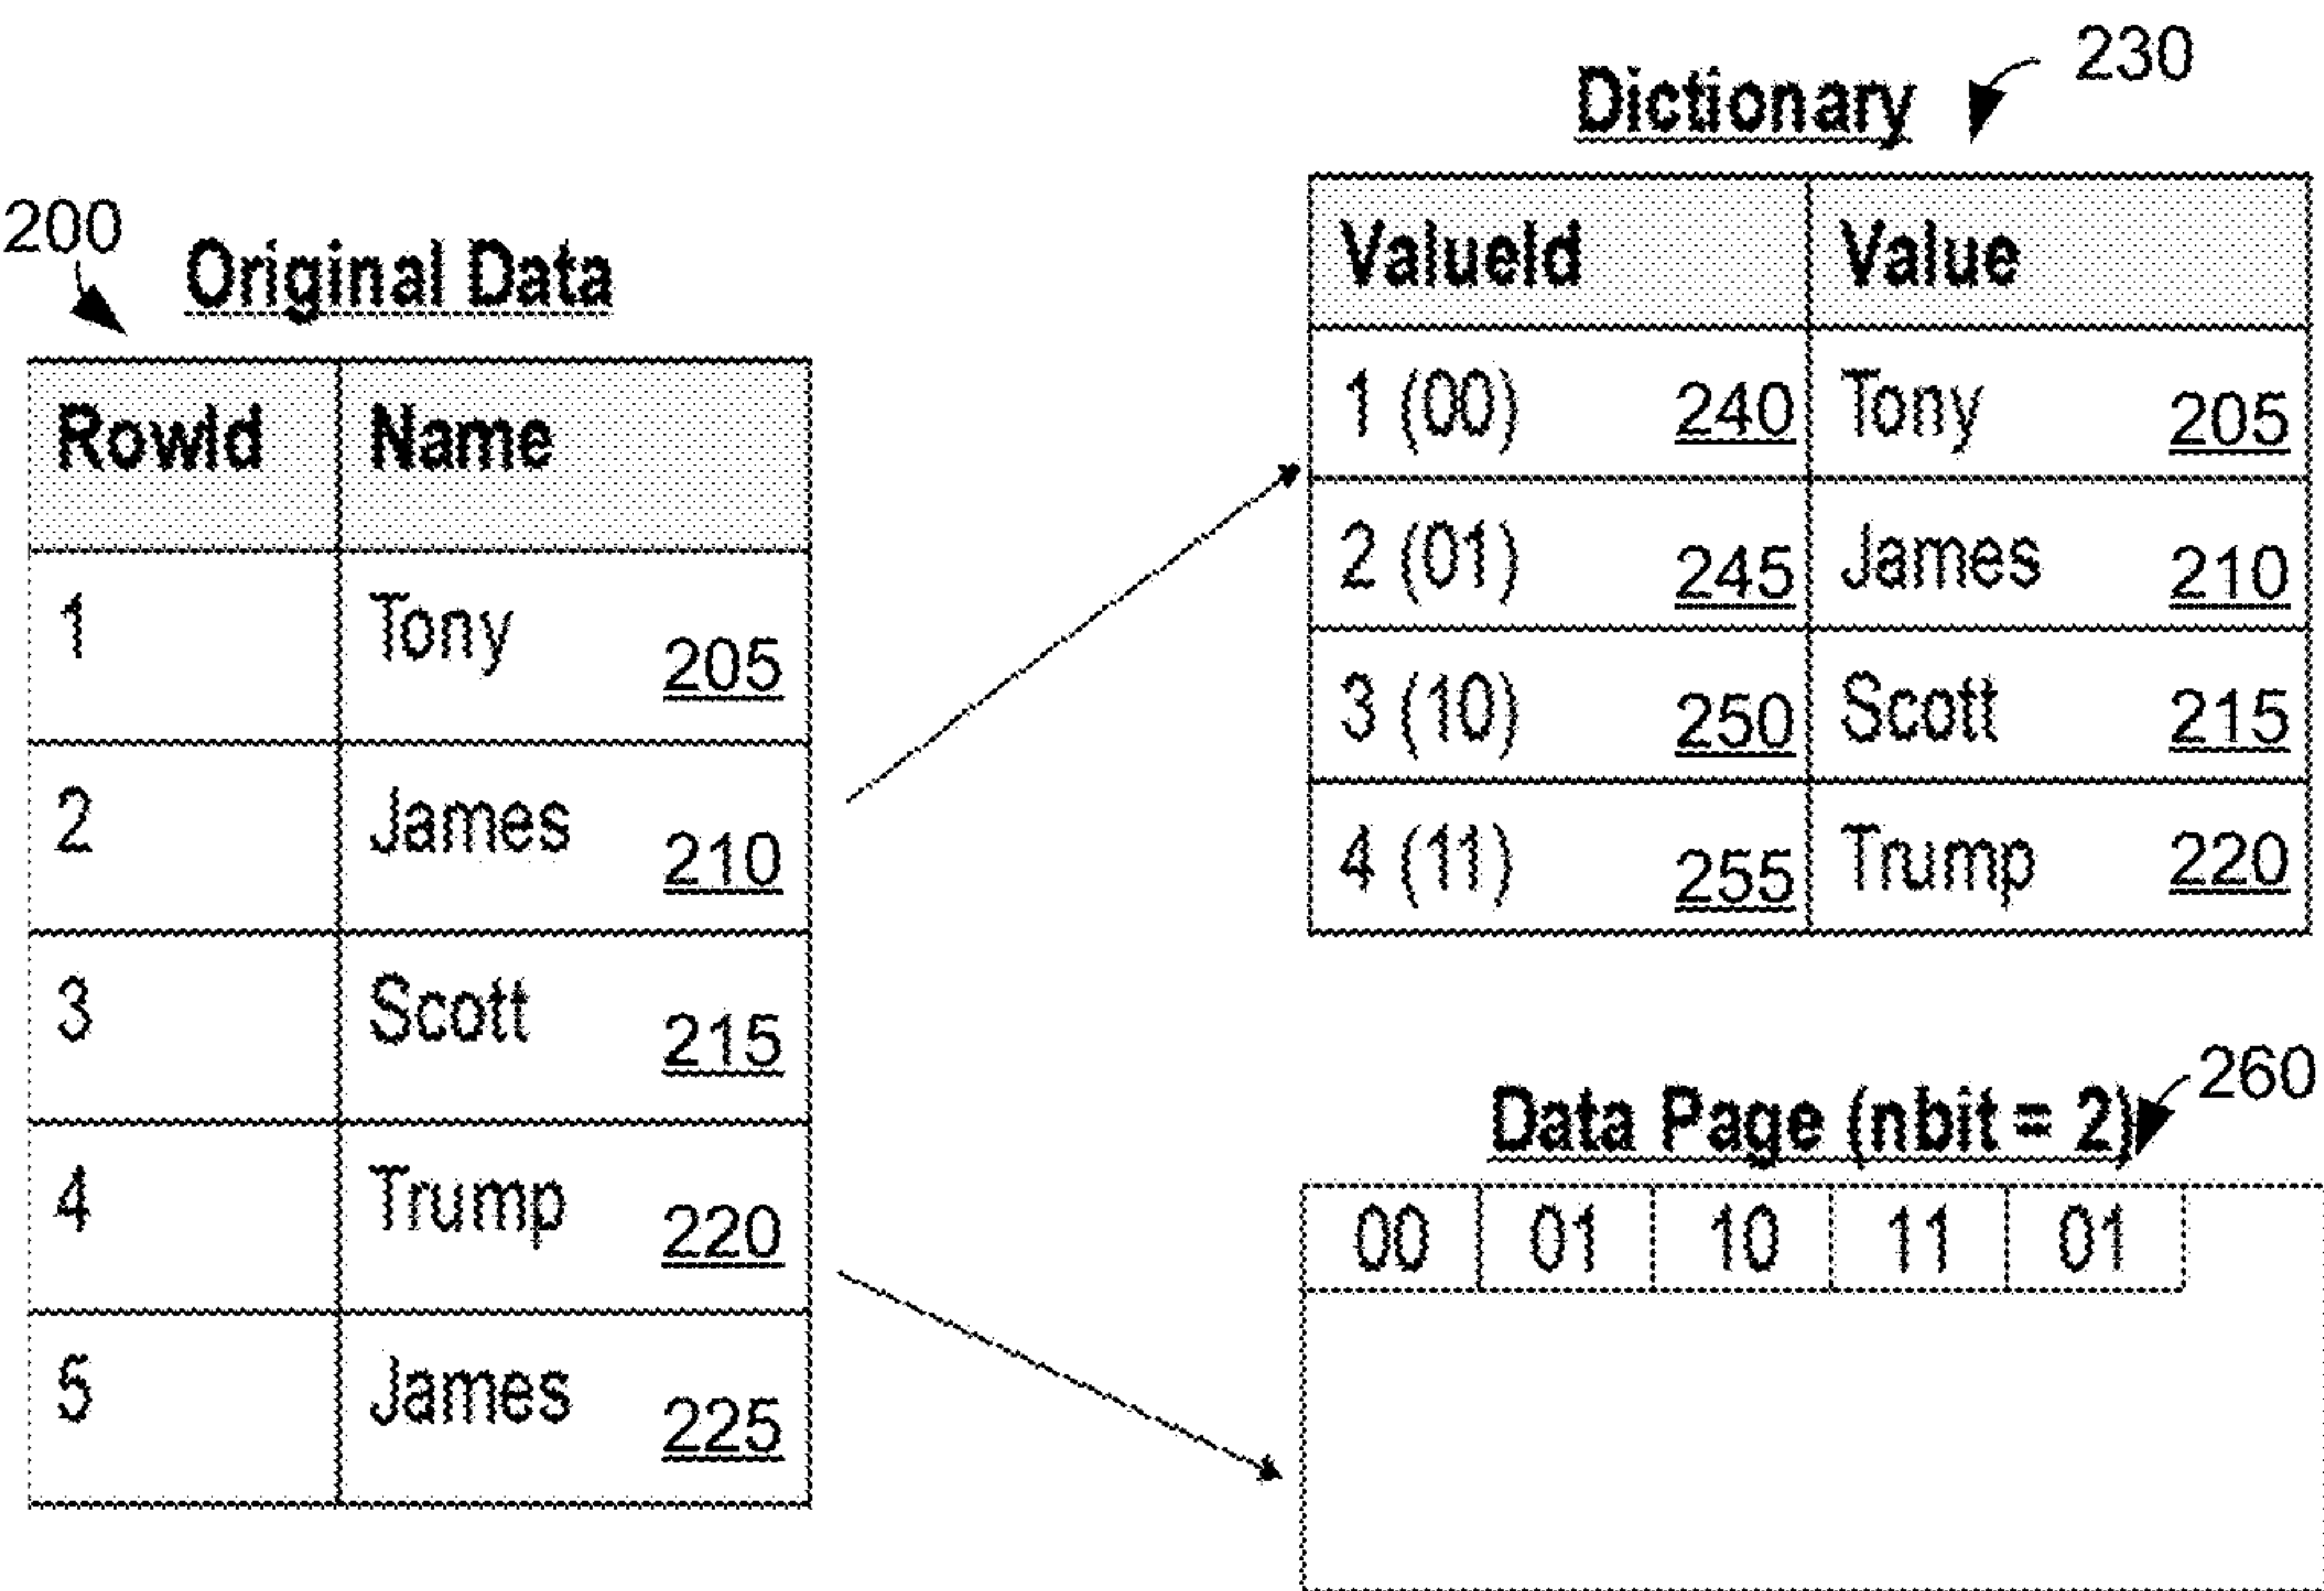 200
Original Data
RowId Name
1 Tony 205
2 James 210
3 Scott 215
4 Trump 220
5 James 225
230
Dictionary
ValueId Value
1 (00) 240 Tony 205
2 (01) 245 James 210
3 (10) 250 Scott 215
4 (11) 255 Trump 220
260
Data Page (nbit = 2)
00 01 10 11 01